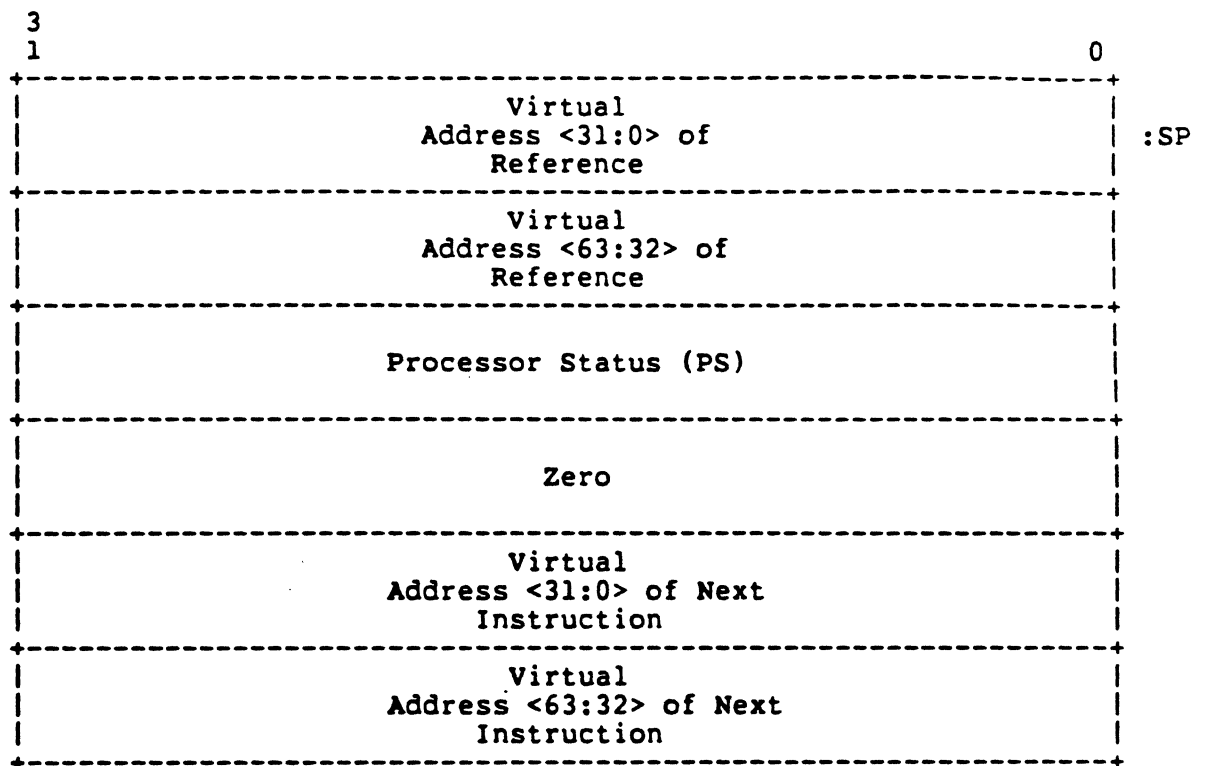 3
1 0
Virtual
Address <31:0> of
Reference
:SP
Virtual
Address <63:32> of
Reference
Processor Status (PS)
Zero
Virtual
Address <31:0> of Next
Instruction
Virtual
Address <63:32> of Next
Instruction